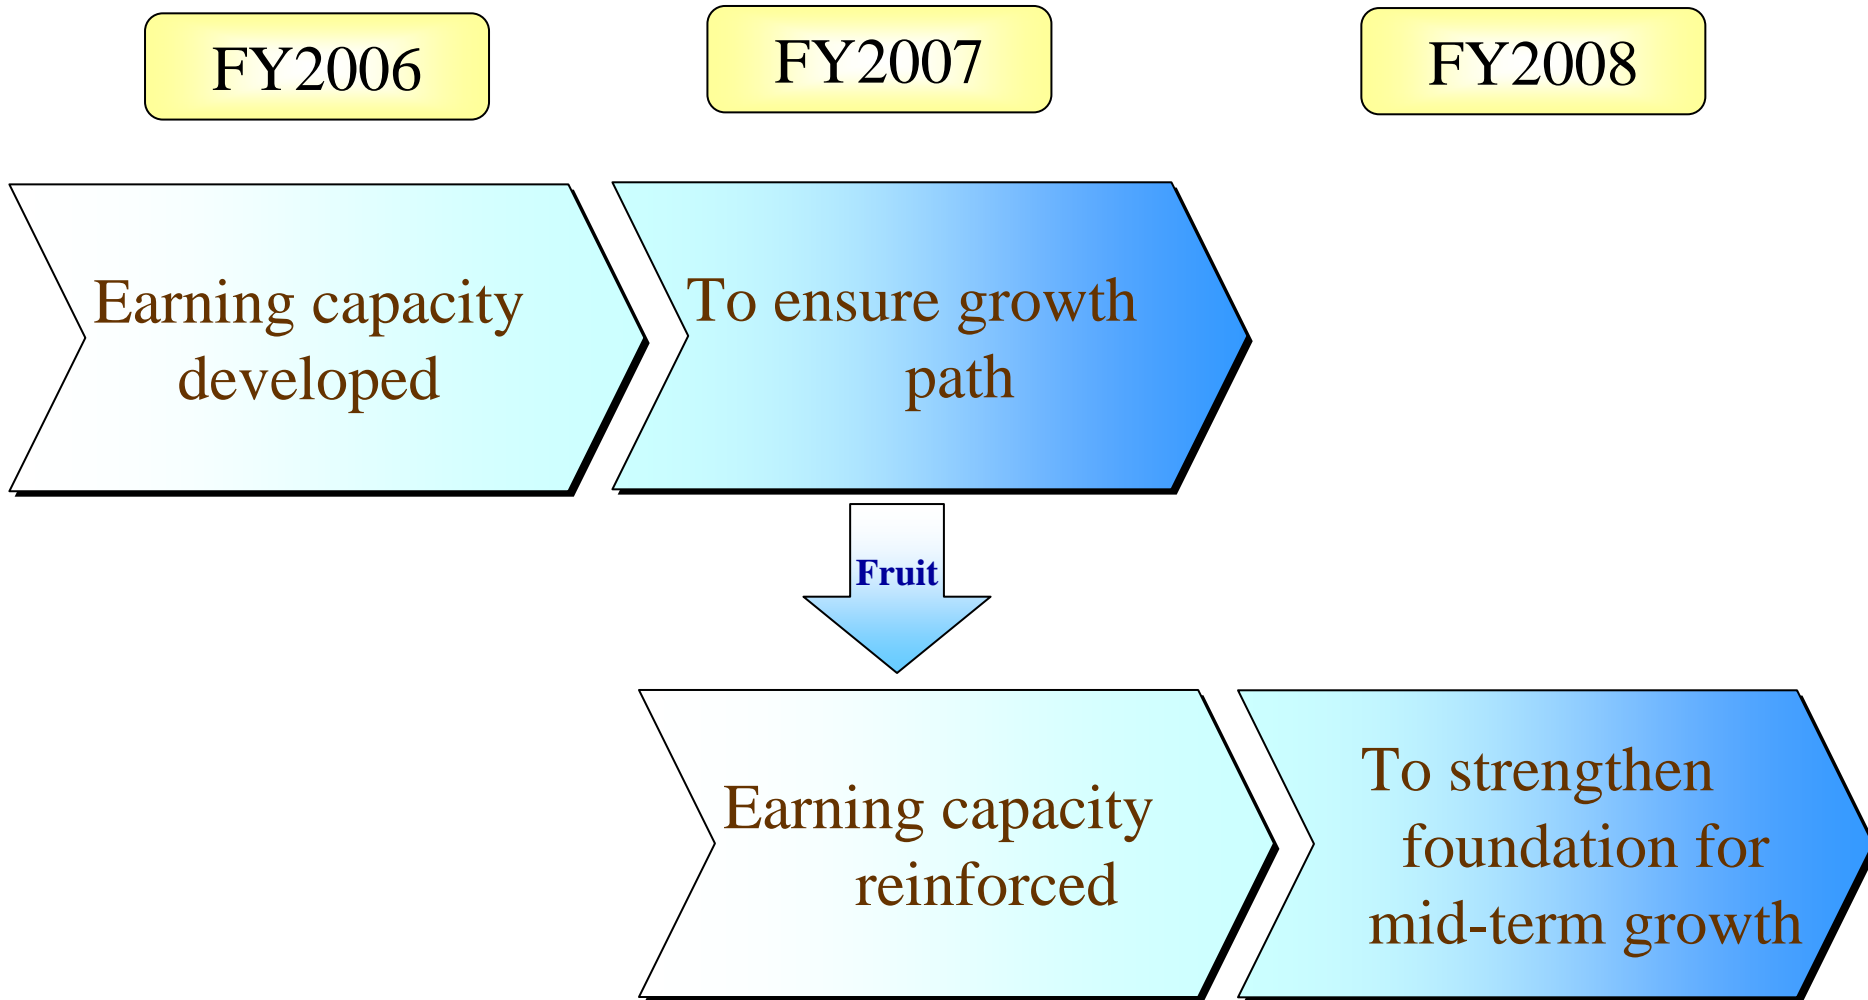 FY2006
FY2007
FY2008
Earning capacity
developed
To ensure growth
path
Fruit
Earning capacity
reinforced
To strengthen
foundation for
mid-term growth